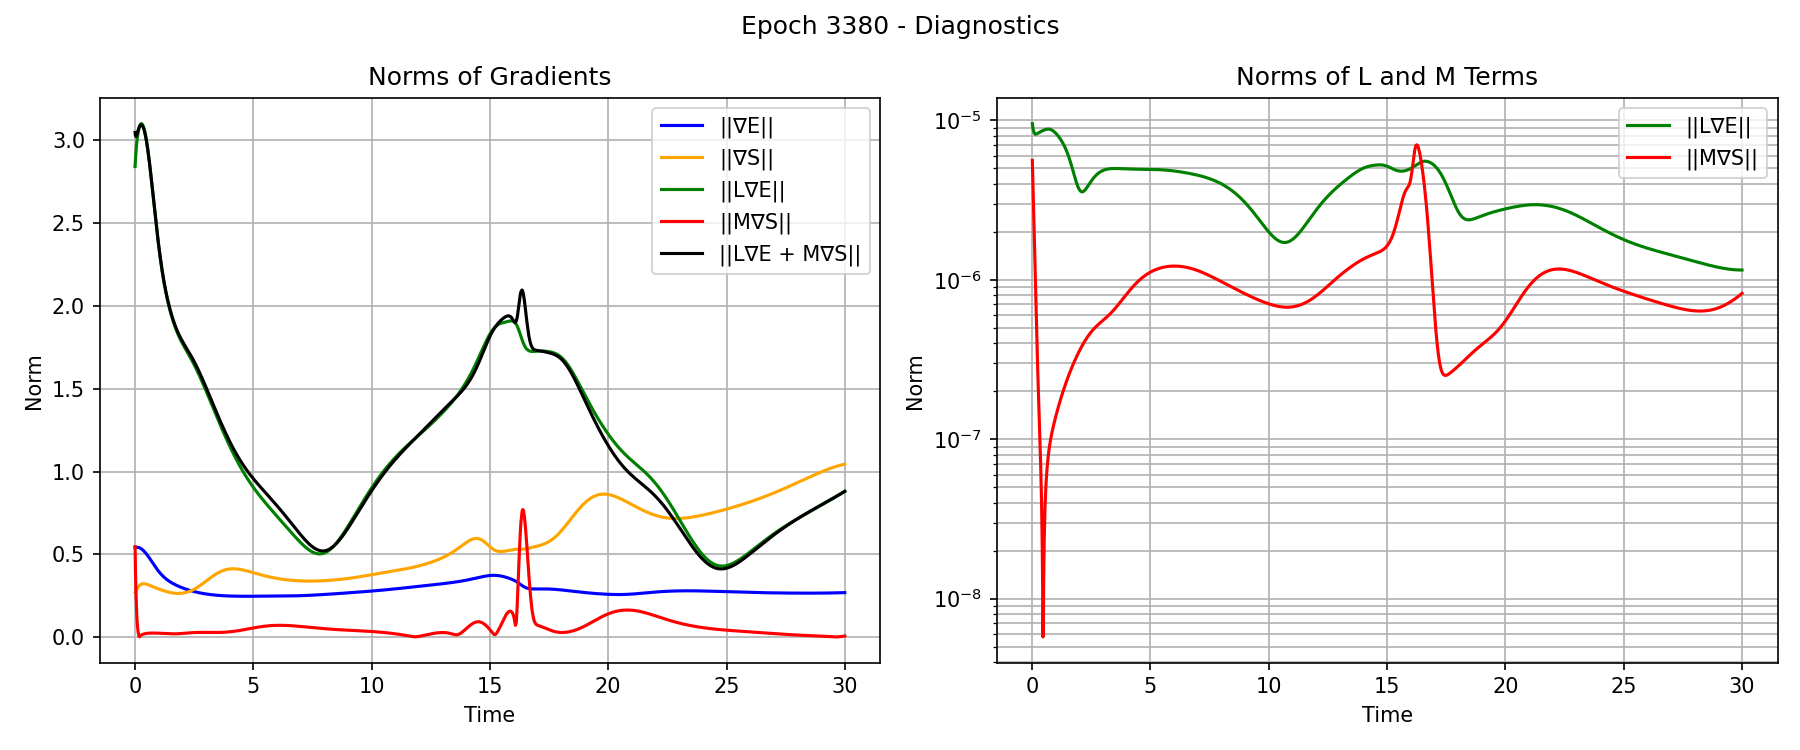 Epoch 3380 - Diagnostics
Norms of Gradients
Norm
3.0
2.5
2.0
1.5
1.0
0.5
0.0
||∇E||
||∇S||
||L∇E||
||M∇S||
||L∇E + M∇S||
0 5 10 15 20 25 30
Time
Norms of L and M Terms
Norm
10⁻⁵
10⁻⁶
10⁻⁷
10⁻⁸
||L∇E||
||M∇S||
0 5 10 15 20 25 30
Time